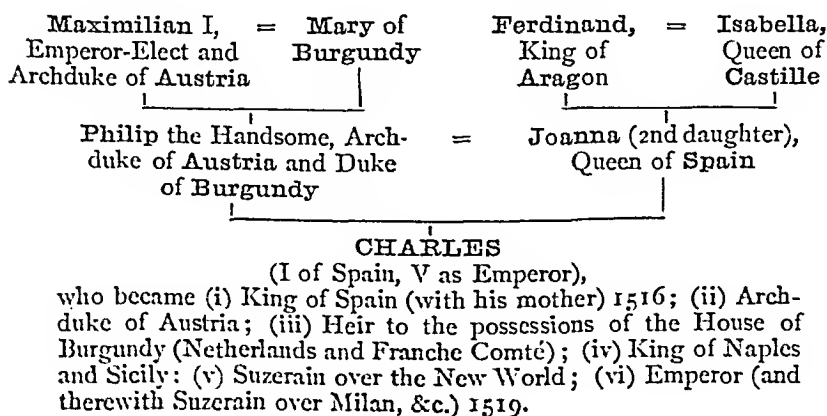 Maximilian I, = Mary of Ferdinand, = Isabella,
Emperor-Elect and Burgundy King of Queen of
Archduke of Austria Aragon Castille
Philip the Handsome, Arch- = Joanna (2nd daughter),
duke of Austria and Duke Queen of Spain
of Burgundy
CHARLES
(I of Spain, V as Emperor),
who became (i) King of Spain (with his mother) 1516; (ii) Arch-
duke of Austria; (iii) Heir to the possessions of the House of
Burgundy (Netherlands and Franche Comté); (iv) King of Naples
and Sicily: (v) Suzerain over the New World; (vi) Emperor (and
therewith Suzerain over Milan, &c.) 1519.